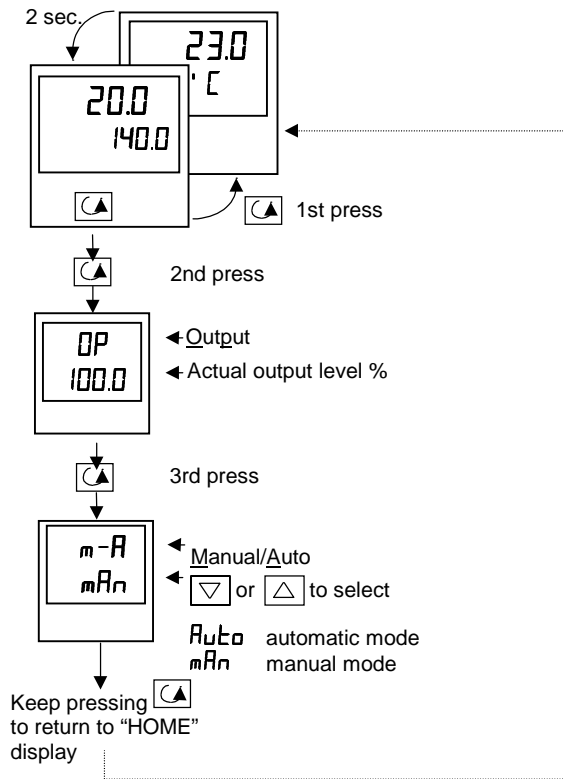 2 sec.
23.0
°C
20.0
140.0
1st press
2nd press
OP
100.0
Output
Actual output level %
3rd press
m-A
mAn
Manual/Auto
or to select
Auto automatic mode
mAn manual mode
Keep pressing
to return to “HOME”
display